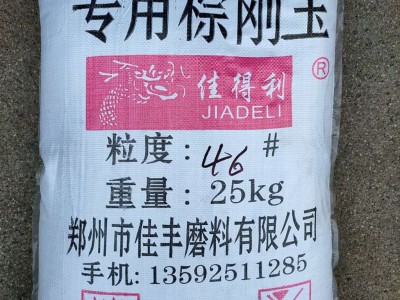 专用棕刚玉
佳得利
JIADELI
®
粒度: 46 #
重量: 25kg
郑州市佳丰磨料有限公司
手机: 13592511285